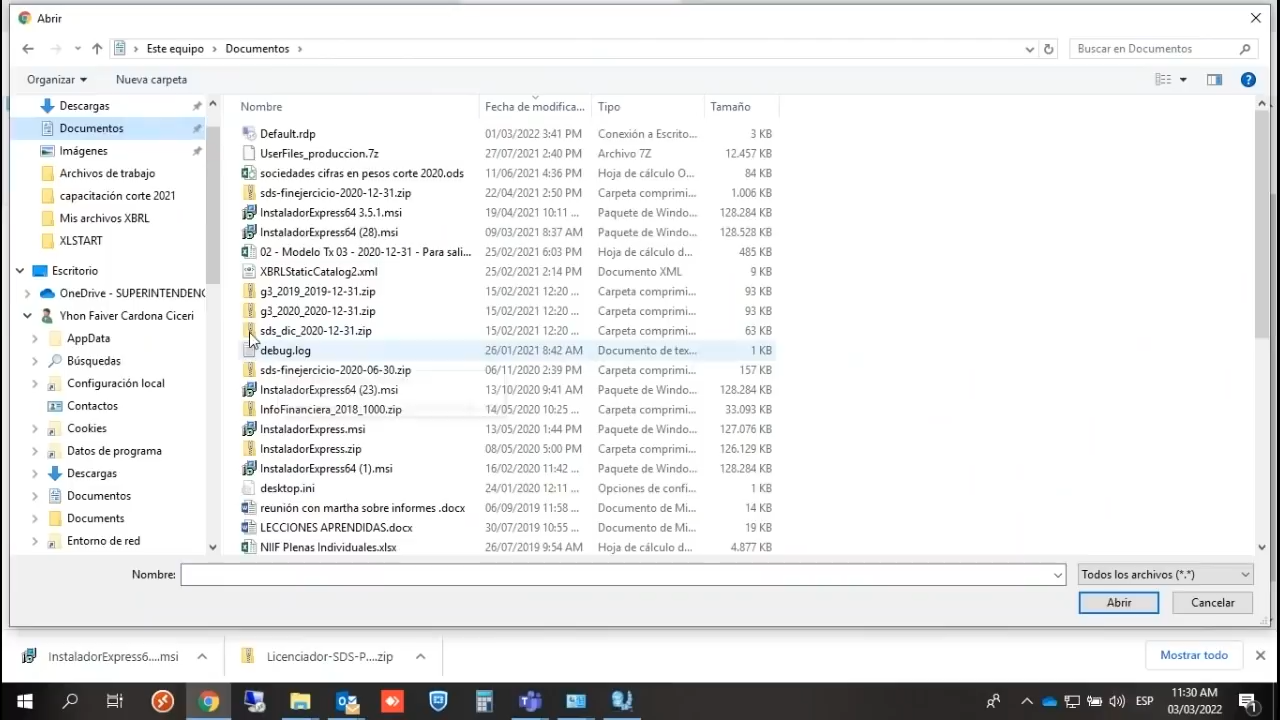 Abrir
Este equipo > Documentos >
Buscar en Documentos
Organizar
Nueva carpeta
Descargas
Documentos
Imágenes
Archivos de trabajo
capacitación corte 2021
Mis archivos XBRL
XLSTART
Escritorio
OneDrive - SUPERINTENDENC
Yhon Faiver Cardona Ciceri
AppData
Búsquedas
Configuración local
Contactos
Cookies
Datos de programa
Descargas
Documentos
Documents
Entorno de red
Nombre Fecha de modifica... Tipo Tamaño
Default.rdp 01/03/2022 3:41 PM Conexión a Escrito... 3 KB
UserFiles_produccion.7z 27/07/2021 2:40 PM Archivo 7Z 12.457 KB
sociedades cifras en pesos corte 2020.ods 11/06/2021 4:36 PM Hoja de cálculo O... 84 KB
sds-finejercicio-2020-12-31.zip 22/04/2021 2:50 PM Carpeta comprimi... 1.006 KB
InstaladorExpress64 3.5.1.msi 19/04/2021 10:11 ... Paquete de Windo... 128.284 KB
InstaladorExpress64 (28).msi 09/03/2021 8:37 AM Paquete de Windo... 128.528 KB
02 - Modelo Tx 03 - 2020-12-31 - Para sali... 25/02/2021 6:03 PM Hoja de cálculo d... 485 KB
XBRLStaticCatalog2.xml 25/02/2021 2:14 PM Documento XML 9 KB
g3_2019_2019-12-31.zip 15/02/2021 12:20 ... Carpeta comprimi... 93 KB
g3_2020_2020-12-31.zip 15/02/2021 12:20 ... Carpeta comprimi... 93 KB
sds_dic_2020-12-31.zip 15/02/2021 12:20 ... Carpeta comprimi... 63 KB
debug.log 26/01/2021 8:42 AM Documento de tex... 1 KB
sds-finejercicio-2020-06-30.zip 06/11/2020 2:39 PM Carpeta comprimi... 157 KB
InstaladorExpress64 (23).msi 13/10/2020 9:41 AM Paquete de Windo... 128.284 KB
InfoFinanciera_2018_1000.zip 14/05/2020 10:25 ... Carpeta comprimi... 33.093 KB
InstaladorExpress.msi 13/05/2020 1:44 PM Paquete de Windo... 127.076 KB
InstaladorExpress.zip 08/05/2020 5:00 PM Carpeta comprimi... 126.129 KB
InstaladorExpress64 (1).msi 16/02/2020 11:42 ... Paquete de Windo... 128.284 KB
desktop.ini 24/01/2020 12:11 ... Opciones de confi... 1 KB
reunión con martha sobre informes .docx 06/09/2019 11:58 ... Documento de Mi... 14 KB
LECCIONES APRENDIDAS.docx 30/07/2019 10:55 ... Documento de Mi... 19 KB
NIIF Plenas Individuales.xlsx 26/07/2019 9:54 AM Hoja de cálculo d... 4.877 KB
Nombre:
Todos los archivos (*.*)
Abrir
Cancelar
InstaladorExpress6....msi
Licenciador-SDS-P....zip
Mostrar todo
ESP
11:30 AM
03/03/2022
1